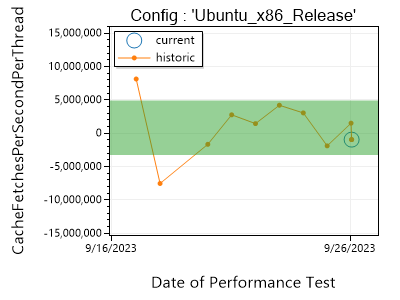 Config : 'Ubuntu_x86_Release'
current
historic
CacheFetchesPerSecondPerThread
15,000,000
10,000,000
5,000,000
0
-5,000,000
-10,000,000
-15,000,000
9/16/2023
9/26/2023
Date of Performance Test